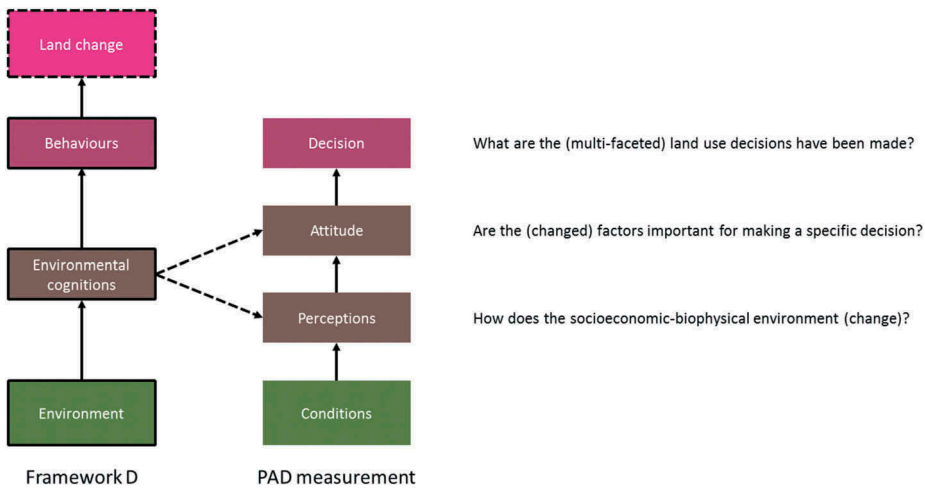 Land change
Behaviours
Decision
What are the (multi-faceted) land use decisions have been made?
Attitude
Are the (changed) factors important for making a specific decision?
Environmental
cognitions
Perceptions
How does the socioeconomic-biophysical environment (change)?
Environment
Conditions
Framework D
PAD measurement